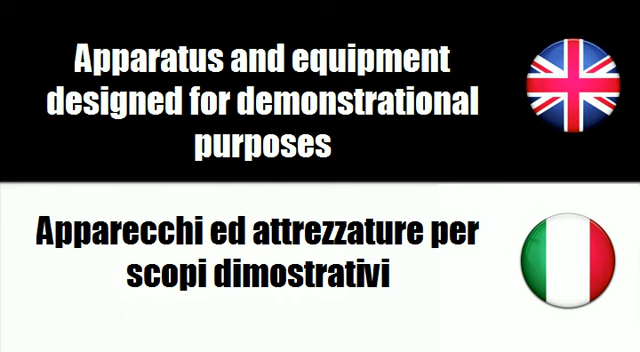 Apparatus and equipment
designed for demonstrational
purposes
Apparecchi ed attrezzature per
scopi dimostrativi